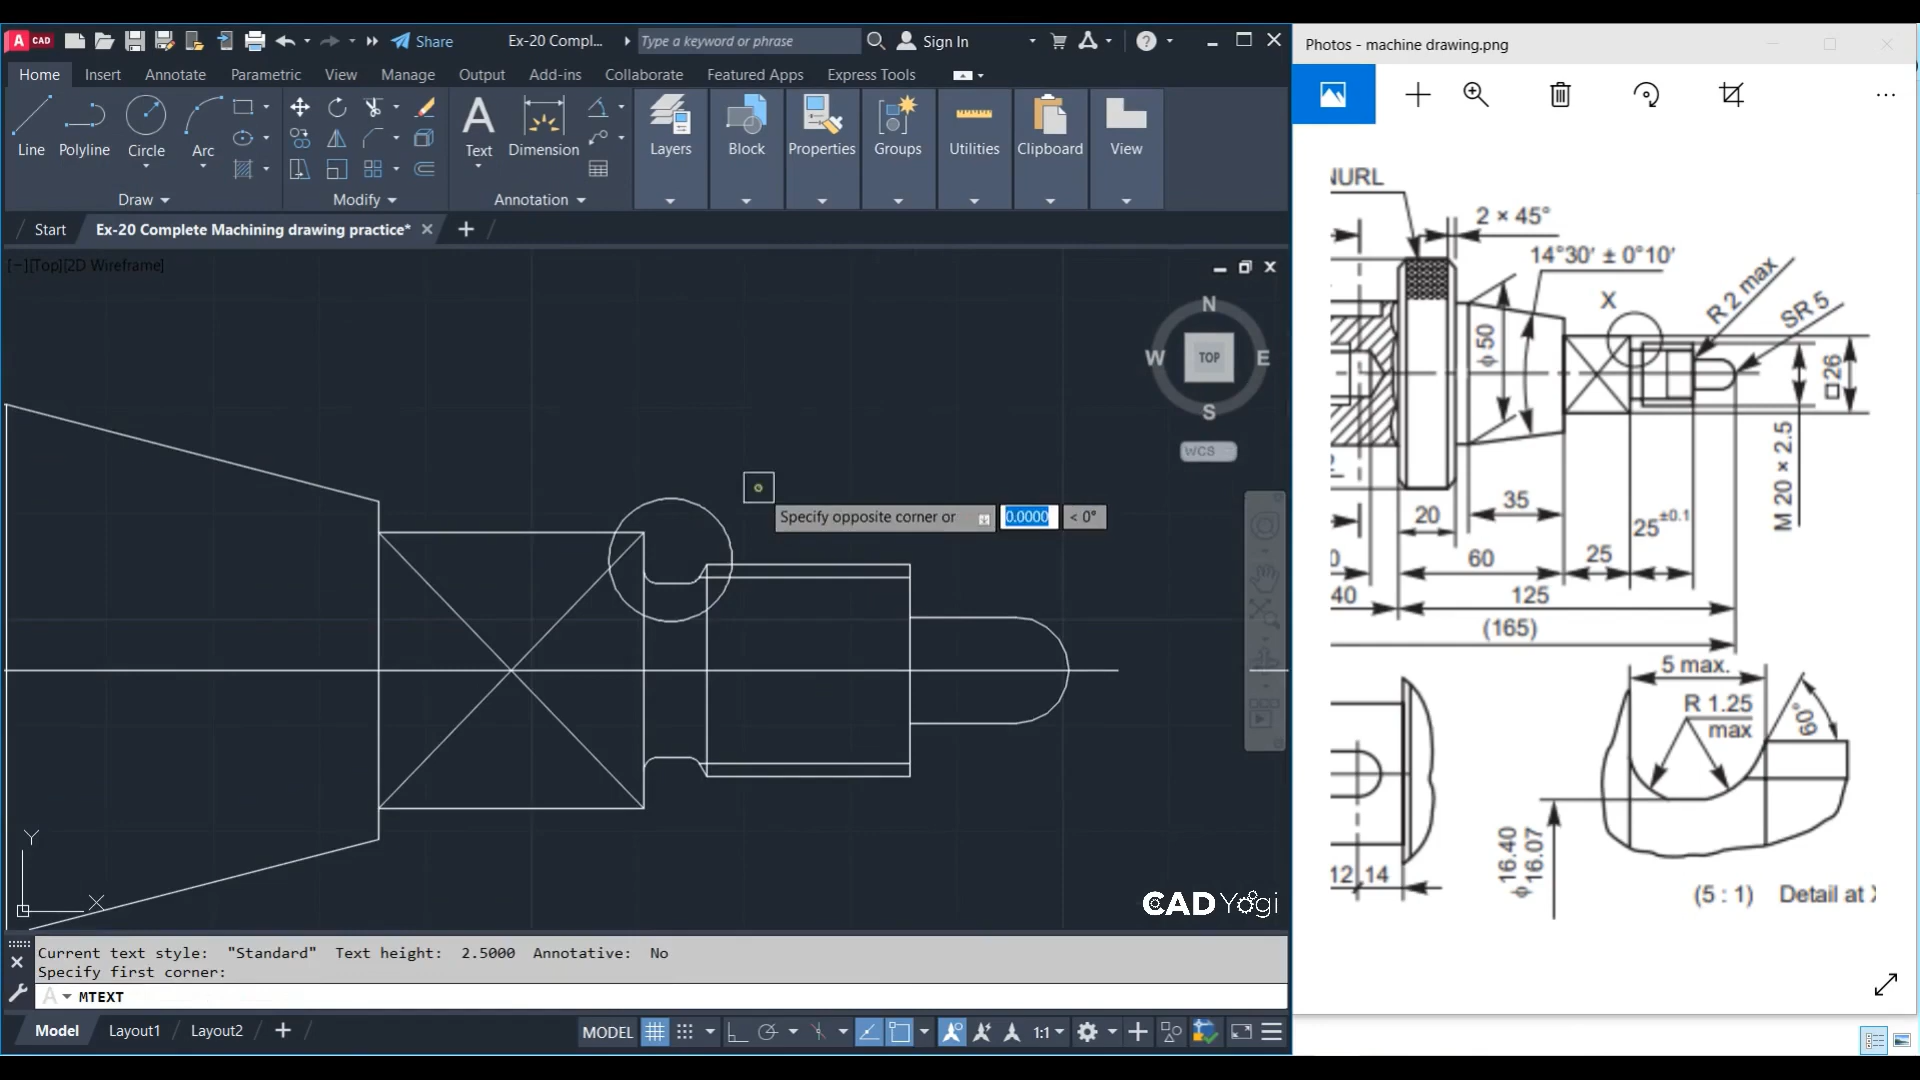 A CAD
Share
Ex-20 Compl...
Type a keyword or phrase
Sign In
Home
Insert
Annotate
Parametric
View
Manage
Output
Add-ins
Collaborate
Featured Apps
Express Tools
Line
Polyline
Circle
Arc
Text
Dimension
Layers
Block
Properties
Groups
Utilities
Clipboard
View
Draw
Modify
Annotation
Start
Ex-20 Complete Machining drawing practice*
[−][Top][2D Wireframe]
N
W
TOP
E
S
WCS
Specify opposite corner or
0.0000
< 0°
Y
X
CAD Yogi
Current text style: "Standard" Text height: 2.5000 Annotative: No
Specify first corner:
A MTEXT
Model
Layout1
Layout2
MODEL
1:1
Photos - machine drawing.png
NURL
2 × 45°
14°30′ ± 0°10′
X
R 2 max
SR 5
ϕ 50
□26
M 20 × 2.5
20
35
25±0.1
0
60
25
40
125
(165)
5 max.
R 1.25
max
60°
12
14
ϕ 16.40
16.07
(5 : 1) Detail at X